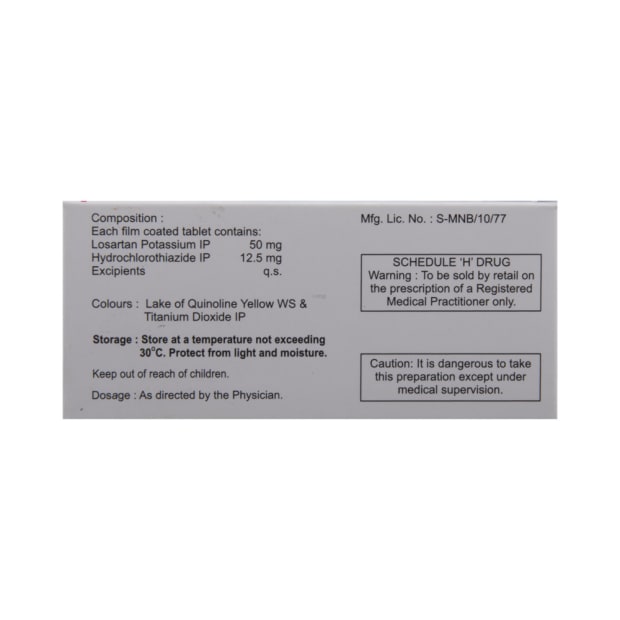 Composition :
Each film coated tablet contains:
Losartan Potassium IP 50 mg
Hydrochlorothiazide IP 12.5 mg
Excipients q.s.
Colours : Lake of Quinoline Yellow WS &
Titanium Dioxide IP
Storage : Store at a temperature not exceeding
30°C. Protect from light and moisture.
Keep out of reach of children.
Dosage : As directed by the Physician.
Mfg. Lic. No. : S-MNB/10/77
SCHEDULE 'H' DRUG
Warning : To be sold by retail on
the prescription of a Registered
Medical Practitioner only.
Caution: It is dangerous to take
this preparation except under
medical supervision.